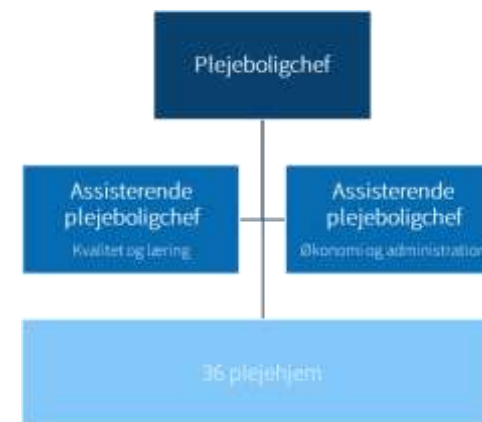 Plejeboligchef
Assisterende
plejeboligchef
Kvalitet og læring
Assisterende
plejeboligchef
Økonomi og administration
36 plejehjem